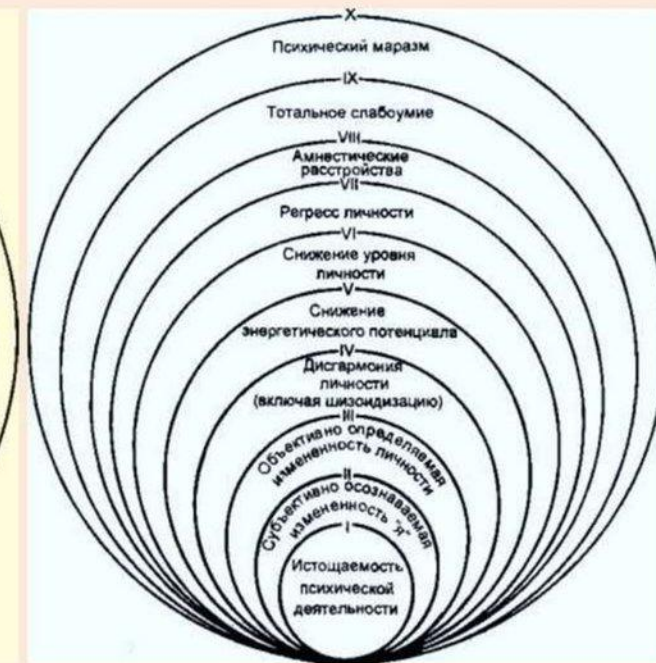 X
Психический маразм
IX
Тотальное слабоумие
VIII
Амнестические
расстройства
VII
Регресс личности
VI
Снижение уровня
личности
V
Снижение
энергетического потенциала
IV
Дисгармония
личности
(включая шизоидизацию)
III
Объективно определяемая
измененность личности
II
Субъективно осознаваемая
измененность "Я"
I
Истощаемость
психической
деятельности